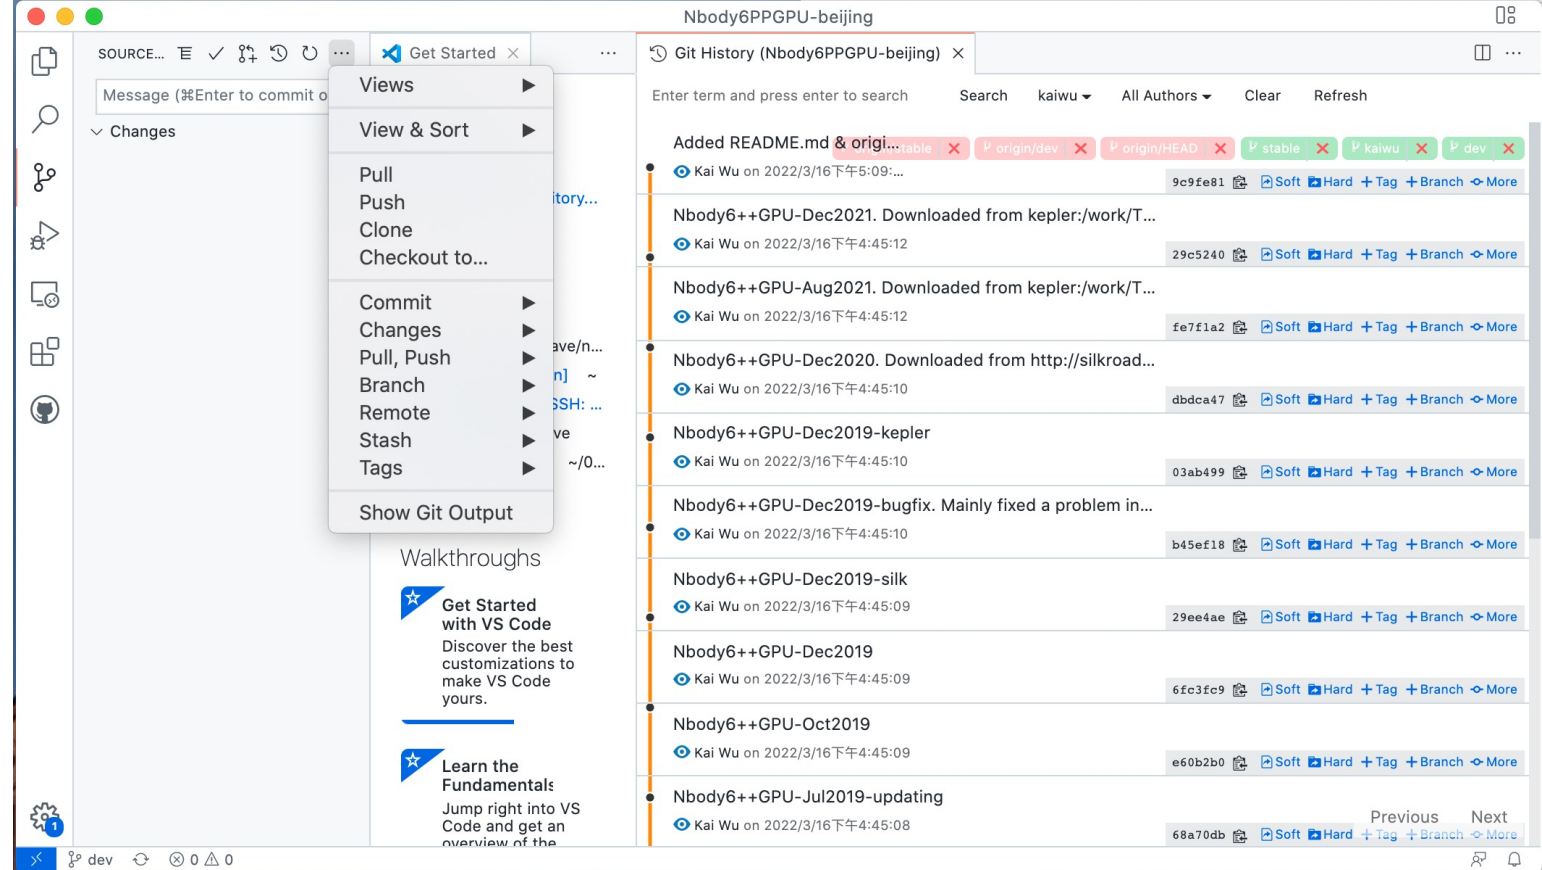 Nbody6PPGPU-beijing
SOURCE...
Get Started
Git History (Nbody6PPGPU-beijing)
Message (⌘Enter to commit o
Changes
Views
View & Sort
Pull
Push
Clone
Checkout to...
Commit
Changes
Pull, Push
Branch
Remote
Stash
Tags
Show Git Output
itory...
ave/n...
n] ~
SSH: ...
ve
~/0...
Walkthroughs
Get Started
with VS Code
Discover the best
customizations to
make VS Code
yours.
Learn the
Fundamentals
Jump right into VS
Code and get an
overview of the
Enter term and press enter to search Search kaiwu All Authors Clear Refresh
Added README.md & origi...
origin/stable origin/dev origin/HEAD stable kaiwu dev
Kai Wu on 2022/3/16下午5:09:...
9c9fe81 Soft Hard +Tag +Branch More
Nbody6++GPU-Dec2021. Downloaded from kepler:/work/T...
Kai Wu on 2022/3/16下午4:45:12
29c5240 Soft Hard +Tag +Branch More
Nbody6++GPU-Aug2021. Downloaded from kepler:/work/T...
Kai Wu on 2022/3/16下午4:45:12
fe7f1a2 Soft Hard +Tag +Branch More
Nbody6++GPU-Dec2020. Downloaded from http://silkroad...
Kai Wu on 2022/3/16下午4:45:10
dbdca47 Soft Hard +Tag +Branch More
Nbody6++GPU-Dec2019-kepler
Kai Wu on 2022/3/16下午4:45:10
03ab499 Soft Hard +Tag +Branch More
Nbody6++GPU-Dec2019-bugfix. Mainly fixed a problem in...
Kai Wu on 2022/3/16下午4:45:10
b45ef18 Soft Hard +Tag +Branch More
Nbody6++GPU-Dec2019-silk
Kai Wu on 2022/3/16下午4:45:09
29ee4ae Soft Hard +Tag +Branch More
Nbody6++GPU-Dec2019
Kai Wu on 2022/3/16下午4:45:09
6fc3fc9 Soft Hard +Tag +Branch More
Nbody6++GPU-Oct2019
Kai Wu on 2022/3/16下午4:45:09
e60b2b0 Soft Hard +Tag +Branch More
Nbody6++GPU-Jul2019-updating
Kai Wu on 2022/3/16下午4:45:08
Previous Next
68a70db Soft Hard +Tag +Branch More
1
dev 0 0